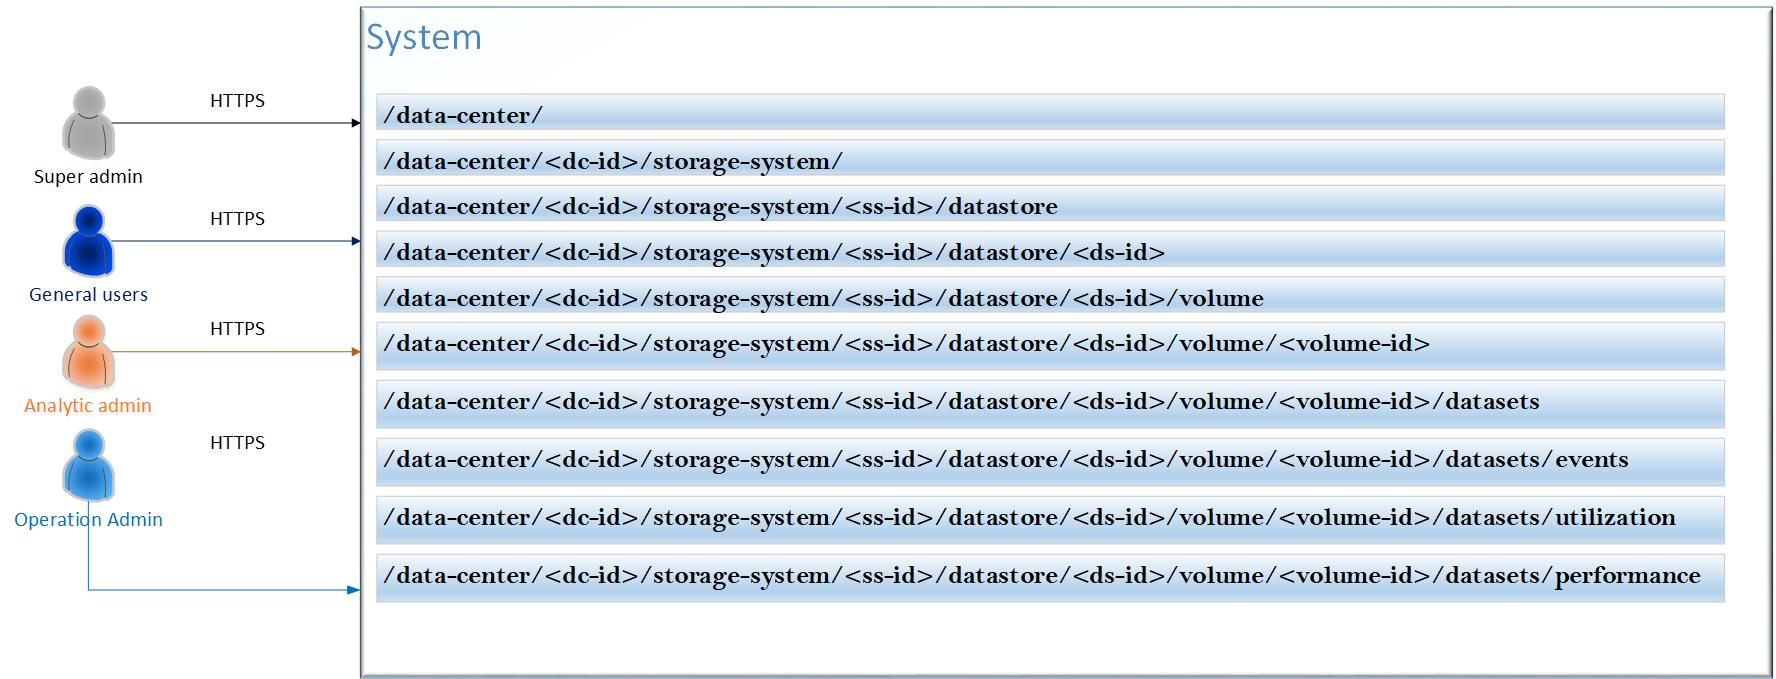 System
HTTPS
Super admin
HTTPS
General users
HTTPS
Analytic admin
HTTPS
Operation Admin
/data-center/
/data-center/<dc-id>/storage-system/
/data-center/<dc-id>/storage-system/<ss-id>/datastore
/data-center/<dc-id>/storage-system/<ss-id>/datastore/<ds-id>
/data-center/<dc-id>/storage-system/<ss-id>/datastore/<ds-id>/volume
/data-center/<dc-id>/storage-system/<ss-id>/datastore/<ds-id>/volume/<volume-id>
/data-center/<dc-id>/storage-system/<ss-id>/datastore/<ds-id>/volume/<volume-id>/datasets
/data-center/<dc-id>/storage-system/<ss-id>/datastore/<ds-id>/volume/<volume-id>/datasets/events
/data-center/<dc-id>/storage-system/<ss-id>/datastore/<ds-id>/volume/<volume-id>/datasets/utilization
/data-center/<dc-id>/storage-system/<ss-id>/datastore/<ds-id>/volume/<volume-id>/datasets/performance